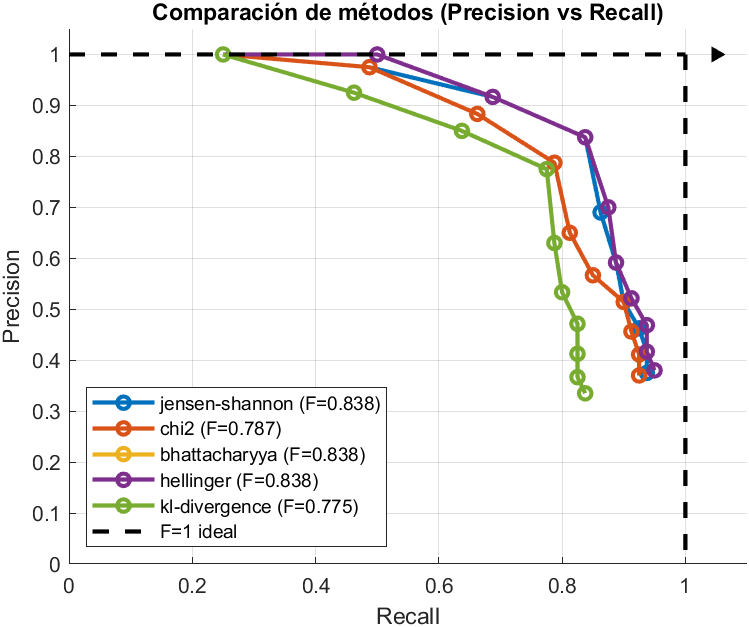 Comparación de métodos (Precision vs Recall)
1
0.9
0.8
0.7
0.6
0.5
0.4
0.3
0.2
0.1
0
Precision
jensen-shannon (F=0.838)
chi2 (F=0.787)
bhattacharyya (F=0.838)
hellinger (F=0.838)
kl-divergence (F=0.775)
F=1 ideal
0 0.2 0.4 0.6 0.8 1
Recall